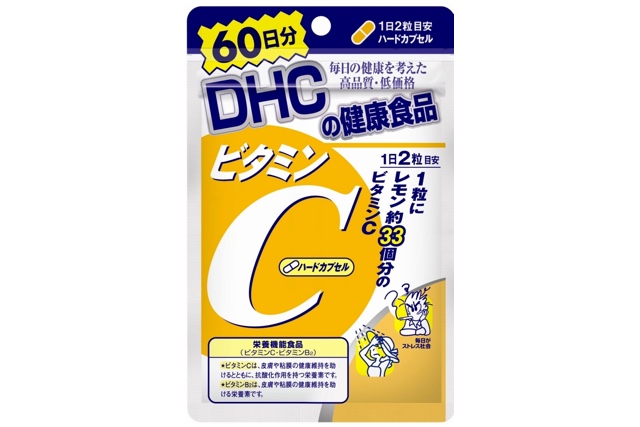 60日分
1日2粒目安
ハードカプセル
毎日の健康を考えた
高品質・低価格
DHC
の健康食品
ビタミン
C
1日2粒目安
1粒に
レモン約33個分の
ビタミンC
ハードカプセル
毎日が
ストレス社会
栄養機能食品
(ビタミンC・ビタミンB₂)
●ビタミンCは、皮膚や粘膜の健康維持を助
けるとともに、抗酸化作用を持つ栄養素です。
●ビタミンB₂は、皮膚や粘膜の健康維持を助
ける栄養素です。